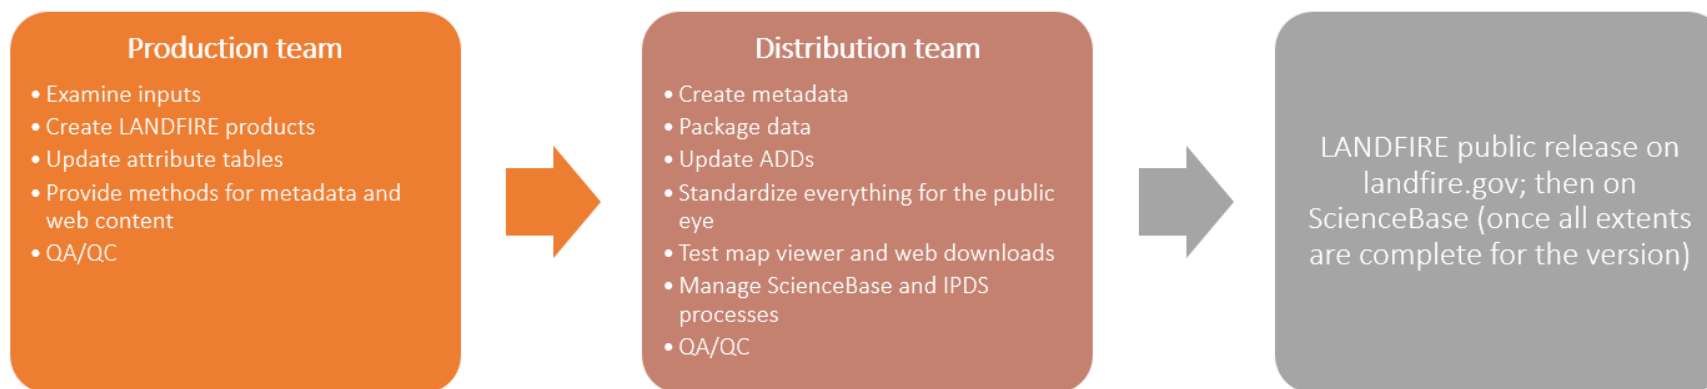 Production team
• Examine inputs
• Create LANDFIRE products
• Update attribute tables
• Provide methods for metadata and
web content
• QA/QC
Distribution team
• Create metadata
• Package data
• Update ADDs
• Standardize everything for the public
eye
• Test map viewer and web downloads
• Manage ScienceBase and IPDS
processes
• QA/QC
LANDFIRE public release on
landfire.gov; then on
ScienceBase (once all extents
are complete for the version)